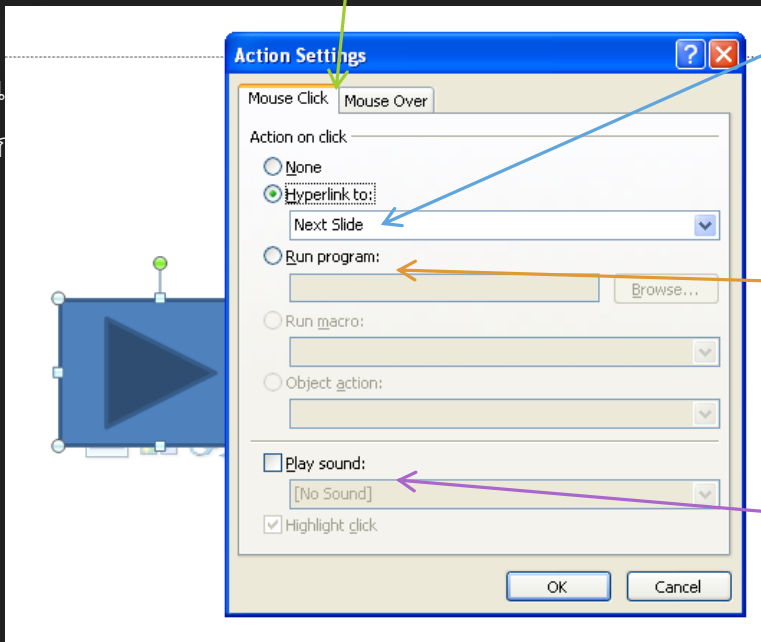 Action Settings
Mouse Click Mouse Over
Action on click
None
Hyperlink to:
Next Slide
Run program:
Browse...
Run macro:
Object action:
Play sound:
[No Sound]
Highlight click
OK Cancel